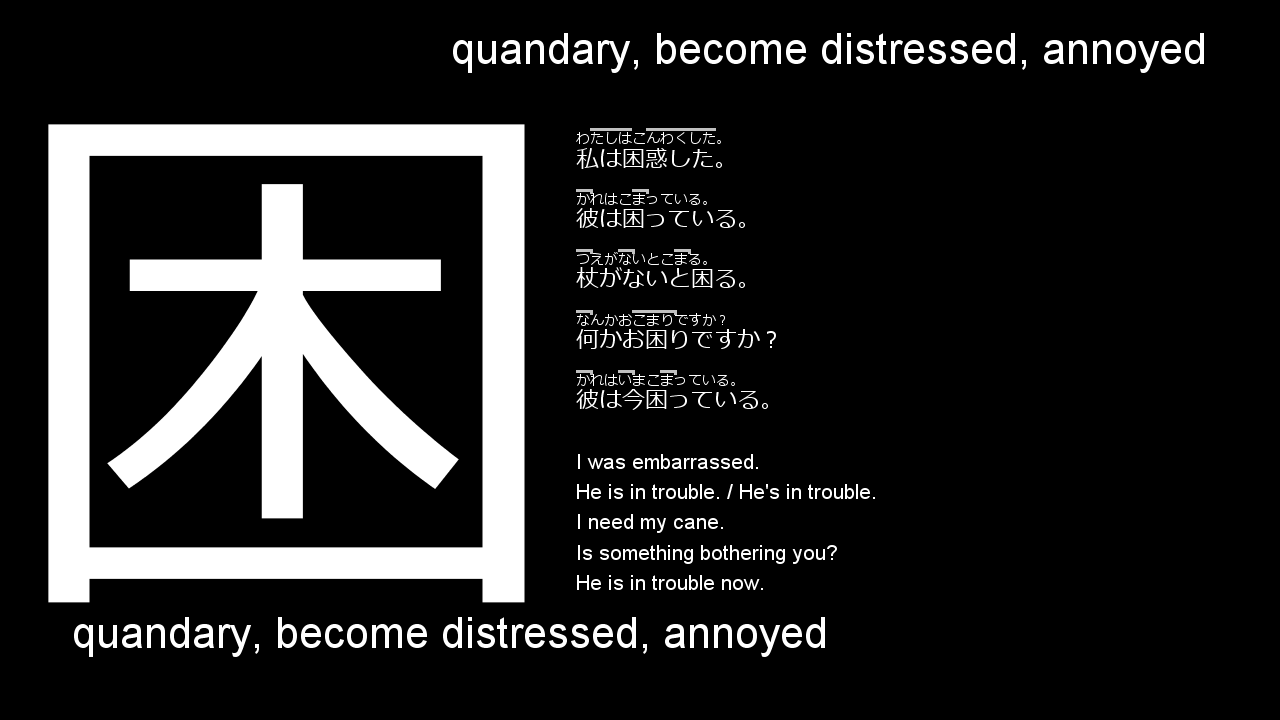 quandary, become distressed, annoyed
困
わたしはこんわくした。
私は困惑した。
かれはこまっている。
彼は困っている。
つえがないとこまる。
杖がないと困る。
なんかおこまりですか？
何かお困りですか？
かれはいまこまっている。
彼は今困っている。
I was embarrassed.
He is in trouble. / He's in trouble.
I need my cane.
Is something bothering you?
He is in trouble now.
quandary, become distressed, annoyed